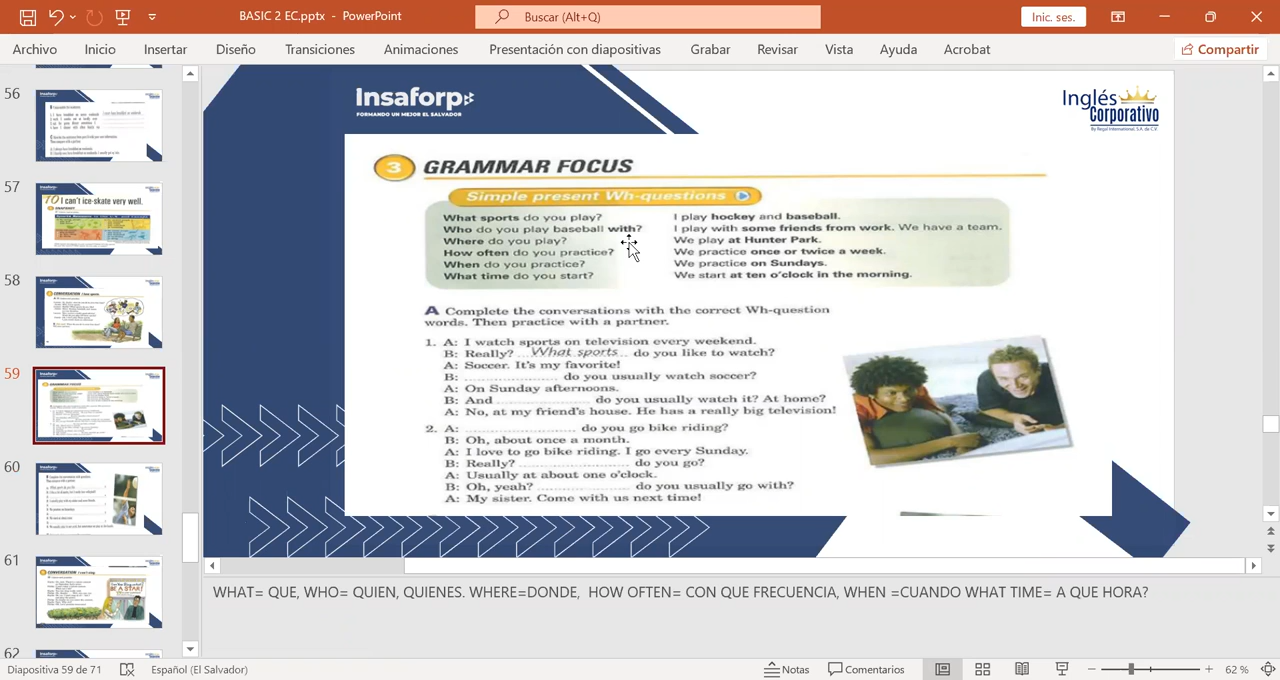 BASIC 2 EC.pptx - PowerPoint
Buscar (Alt+Q)
Inic. ses.
Archivo Inicio Insertar Diseño Transiciones Animaciones Presentación con diapositivas Grabar Revisar Vista Ayuda Acrobat Compartir
56
57
I can't ice-skate very well.
58
59
60
61
62
Insaforp
FORMANDO UN MEJOR EL SALVADOR
Inglés
Corporativo
By Regal International, S.A. de C.V.
3 GRAMMAR FOCUS
Simple present Wh-questions
What sports do you play? I play hockey and baseball.
Who do you play baseball with? I play with some friends from work. We have a team.
Where do you play? We play at Hunter Park.
How often do you practice? We practice once or twice a week.
When do you practice? We practice on Sundays.
What time do you start? We start at ten o'clock in the morning.
A Complete the conversations with the correct Wh-question
words. Then practice with a partner.
1. A: I watch sports on television every weekend.
B: Really? What sports do you like to watch?
A: Soccer. It's my favorite!
B: ................ do you usually watch soccer?
A: On Sunday afternoons.
B: And ................ do you usually watch it? At home?
A: No, at my friend's house. He has a really big television!
2. A: ................ do you go bike riding?
B: Oh, about once a month.
A: I love to go bike riding. I go every Sunday.
B: Really? ................ do you go?
A: Usually at about one o'clock.
B: Oh, yeah? ................ do you usually go with?
A: My sister. Come with us next time!
WHAT= QUE, WHO= QUIEN, QUIENES. WHERE=DONDE, HOW OFTEN= CON QUE FRECUENCIA, WHEN =CUANDO WHAT TIME= A QUE HORA?
Diapositiva 59 de 71 Español (El Salvador) Notas Comentarios 62 %